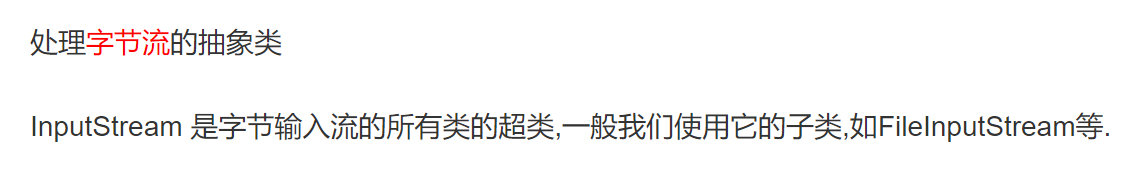 处理字节流的抽象类
InputStream 是字节输入流的所有类的超类,一般我们使用它的子类,如FileInputStream等.